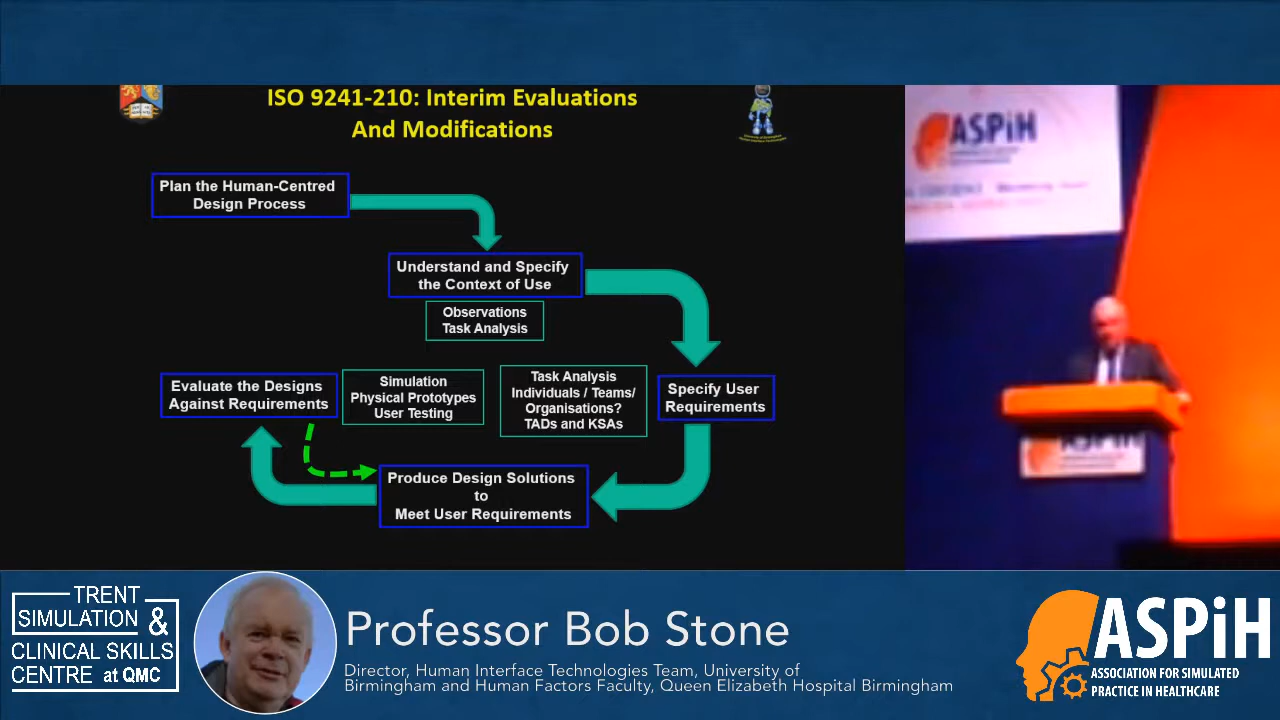 ISO 9241-210: Interim Evaluations
And Modifications
Plan the Human-Centred
Design Process
Understand and Specify
the Context of Use
Observations
Task Analysis
Evaluate the Designs
Against Requirements
Simulation
Physical Prototypes
User Testing
Task Analysis
Individuals / Teams/
Organisations?
TADs and KSAs
Specify User
Requirements
Produce Design Solutions
to
Meet User Requirements
ASPiH
ASPiH
TRENT
SIMULATION &
CLINICAL SKILLS
CENTRE at QMC
Professor Bob Stone
Director, Human Interface Technologies Team, University of
Birmingham and Human Factors Faculty, Queen Elizabeth Hospital Birmingham
ASPiH
ASSOCIATION FOR SIMULATED
PRACTICE IN HEALTHCARE